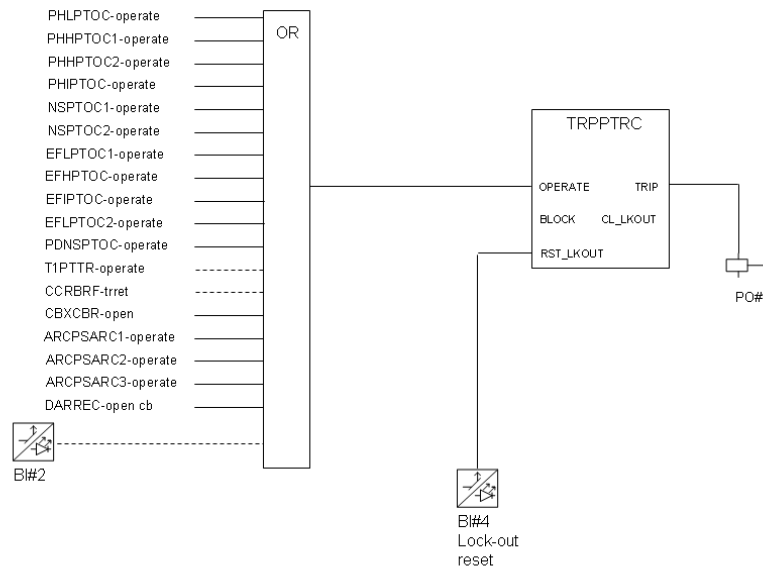 PHLPTOC-operate
PHHPTOC1-operate
PHHPTOC2-operate
PHIPTOC-operate
NSPTOC1-operate
NSPTOC2-operate
EFLPTOC1-operate
EFHPTOC-operate
EFIPTOC-operate
EFLPTOC2-operate
PDNSPTOC-operate
T1PTTR-operate
CCRBRF-trret
CBXCBR-open
ARCPSARC1-operate
ARCPSARC2-operate
ARCPSARC3-operate
DARREC-open cb
BI#2
OR
TRPPTRC
OPERATE TRIP
BLOCK CL_LKOUT
RST_LKOUT
PO#
BI#4
Lock-out
reset